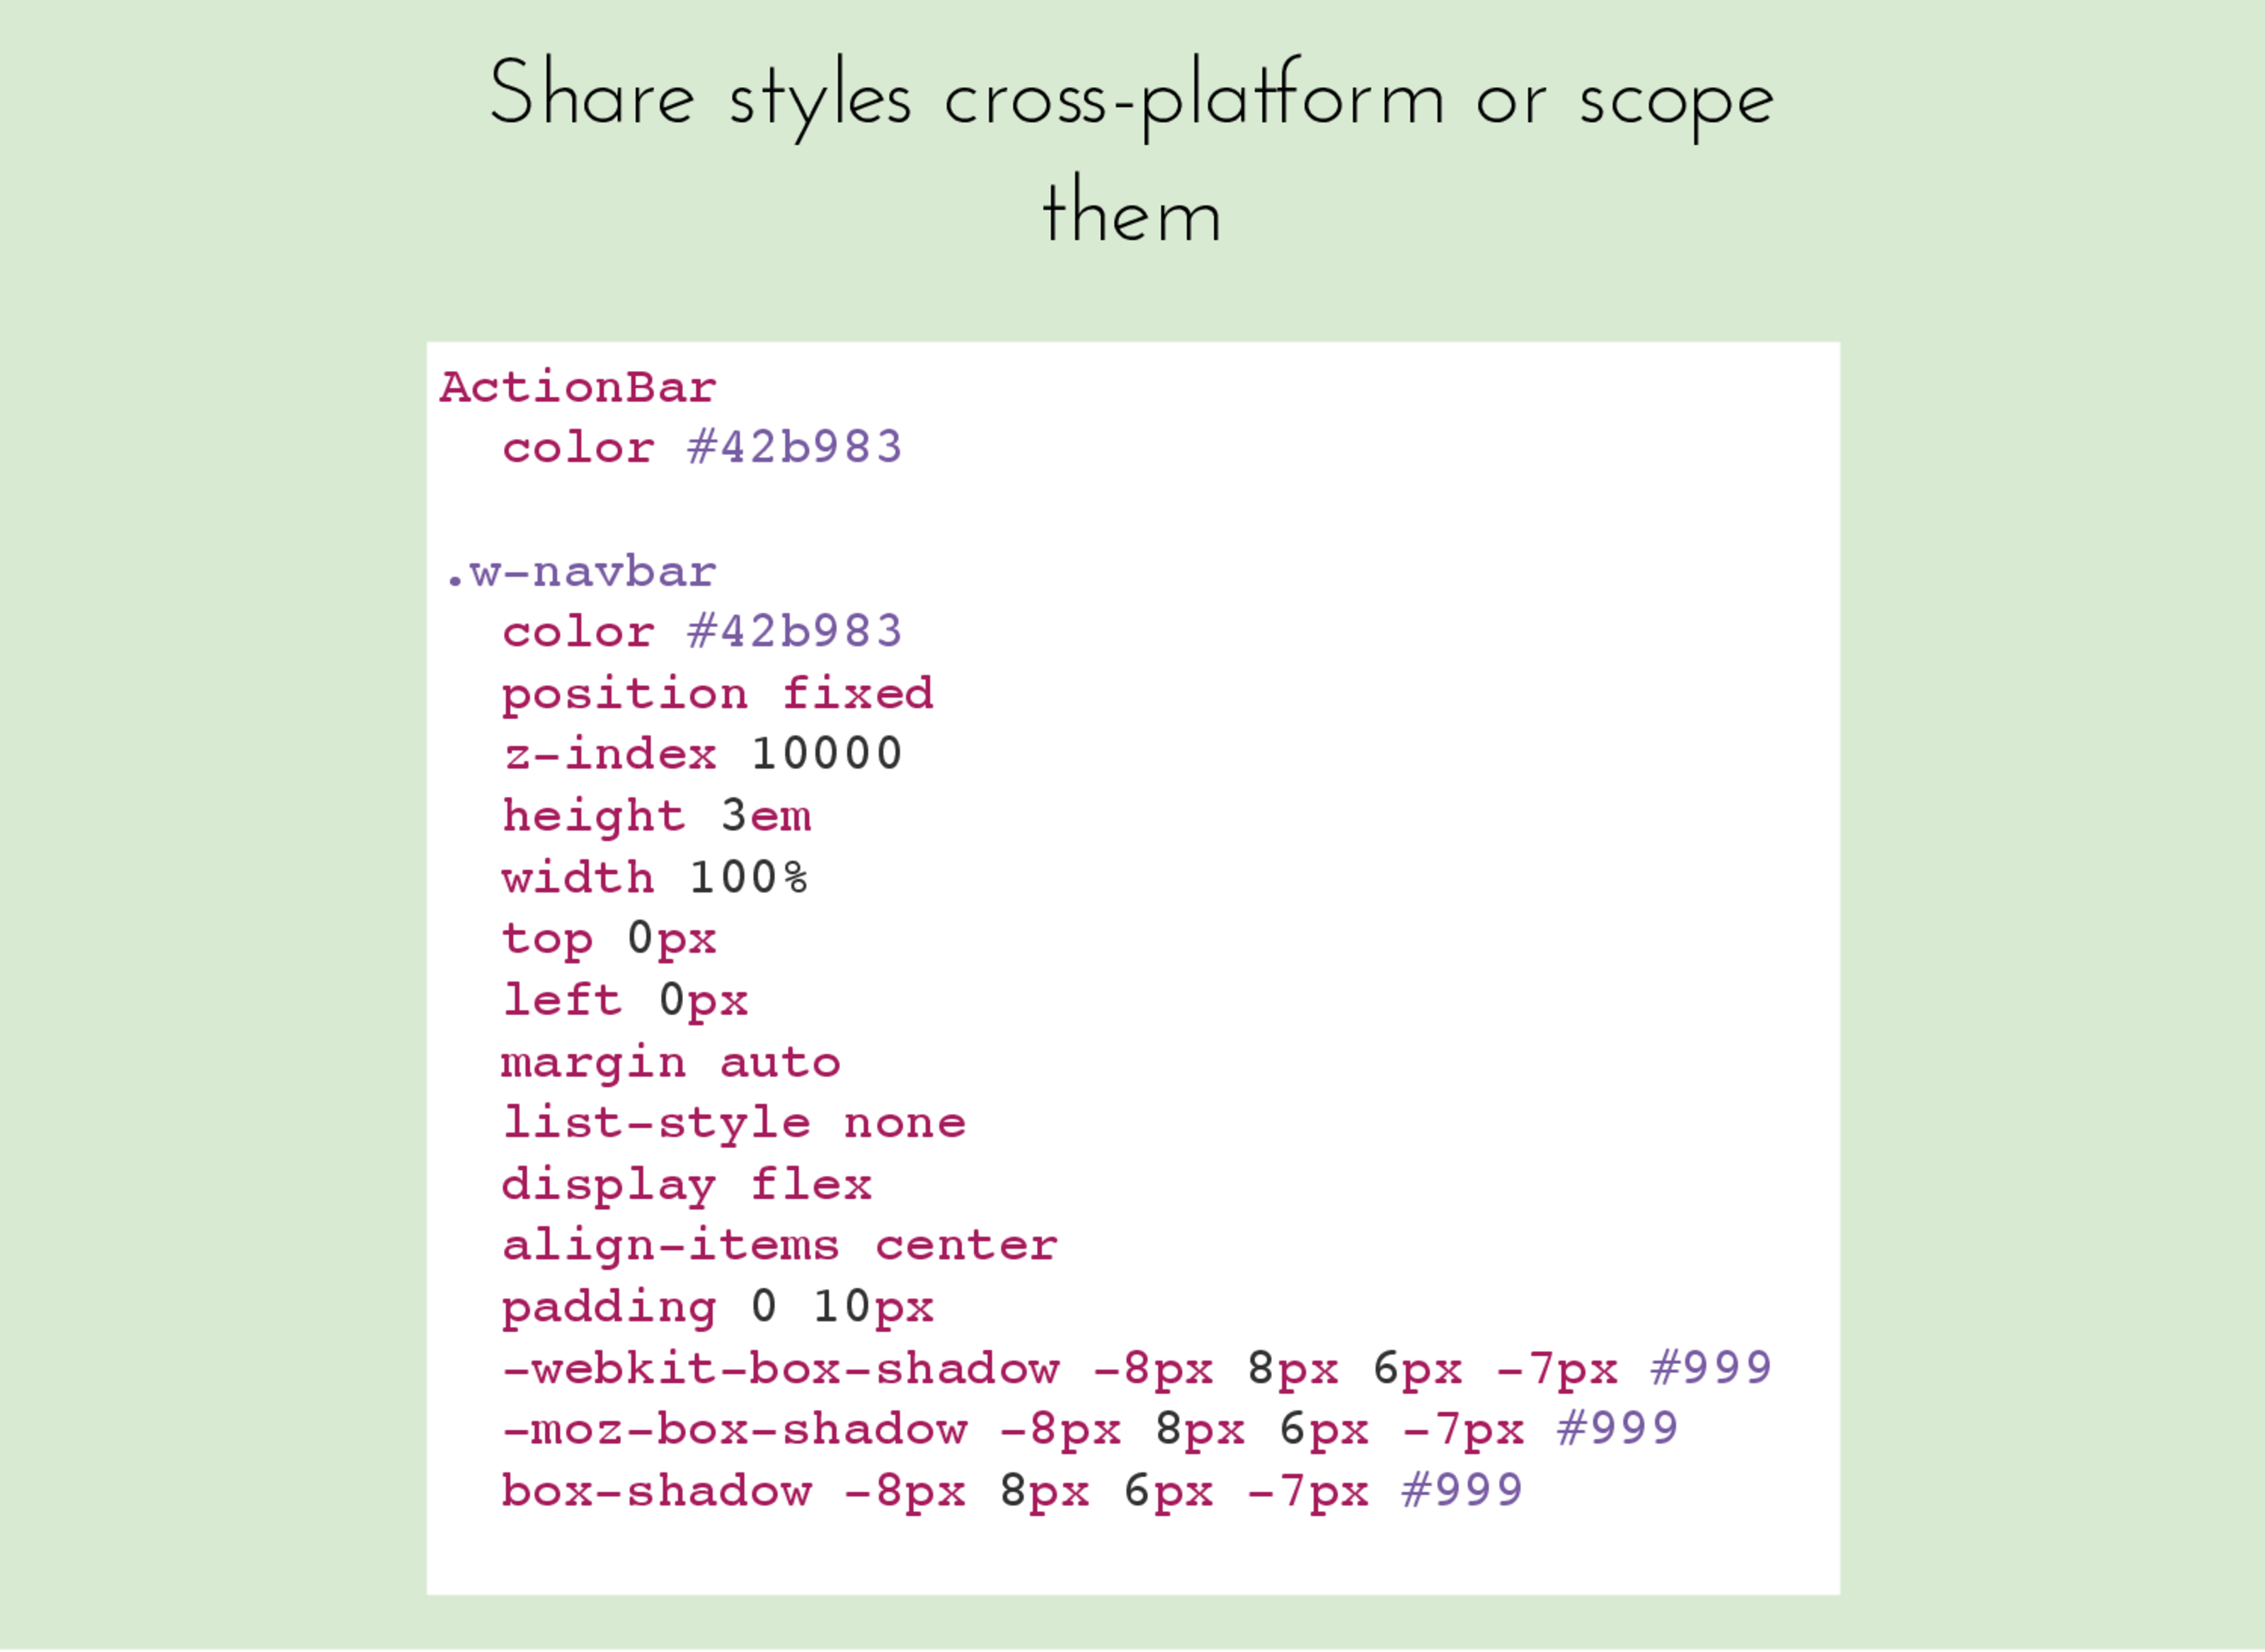 Share styles cross-platform or scope
them
ActionBar
  color #42b983

.w-navbar
  color #42b983
  position fixed
  z-index 10000
  height 3em
  width 100%
  top 0px
  left 0px
  margin auto
  list-style none
  display flex
  align-items center
  padding 0 10px
  -webkit-box-shadow -8px 8px 6px -7px #999
  -moz-box-shadow -8px 8px 6px -7px #999
  box-shadow -8px 8px 6px -7px #999